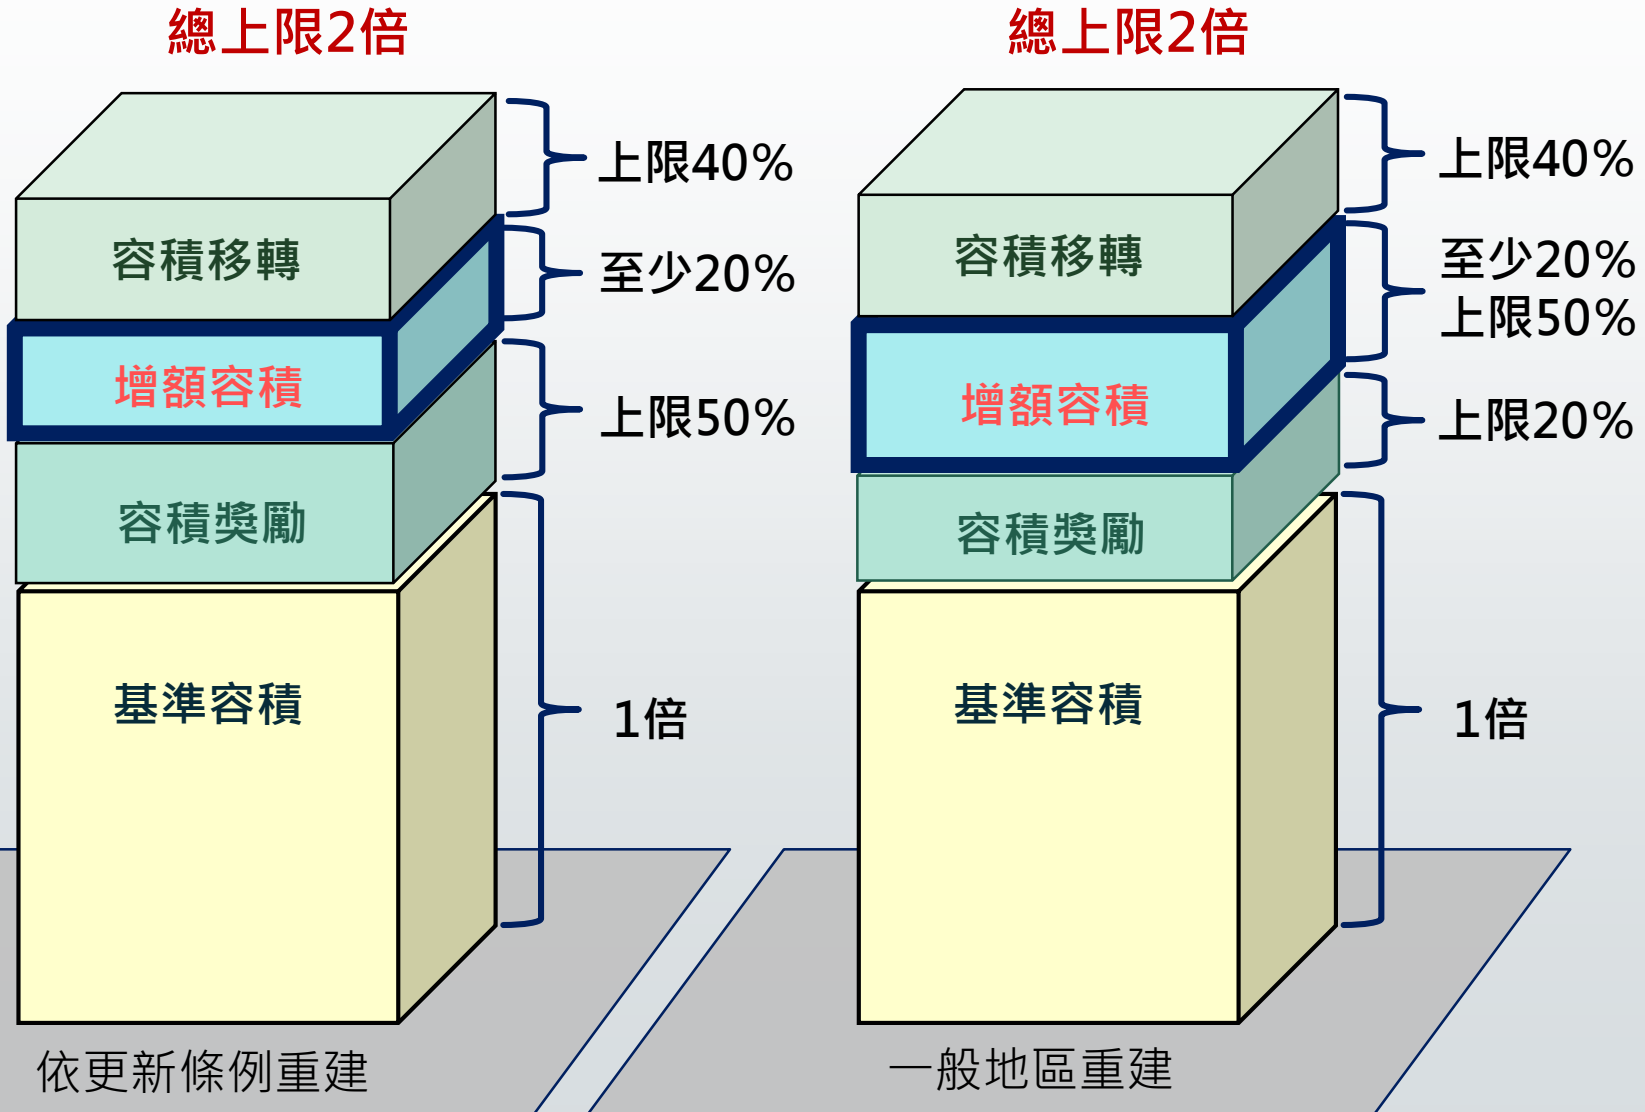 總上限2倍
上限40%
容積移轉
至少20%
增額容積
上限50%
容積獎勵
基準容積
1倍
依更新條例重建
總上限2倍
上限40%
容積移轉
至少20%
上限50%
增額容積
上限20%
容積獎勵
基準容積
1倍
一般地區重建